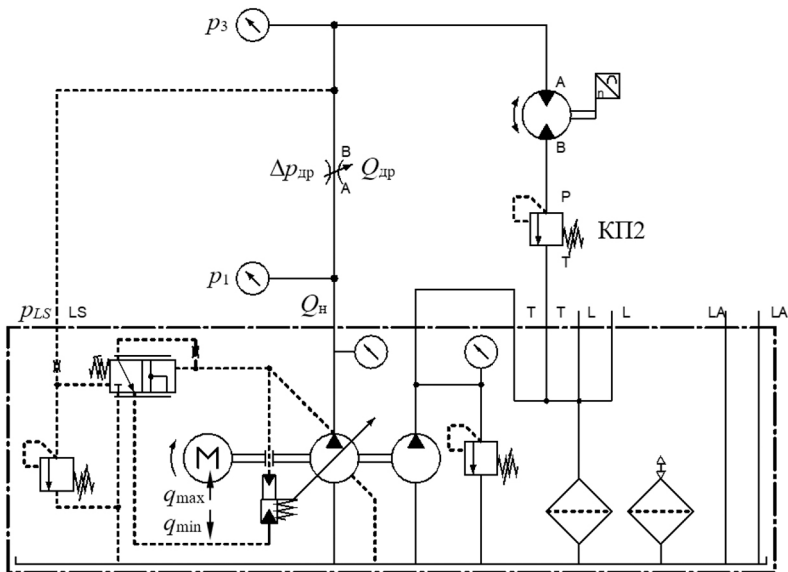 p₃
A
n
B
B
Δpдр
Qдр
A
P
КП2
T
p₁
Qн
pLS
LS
T
T
L
L
LA
LA
M
qmax
qmin